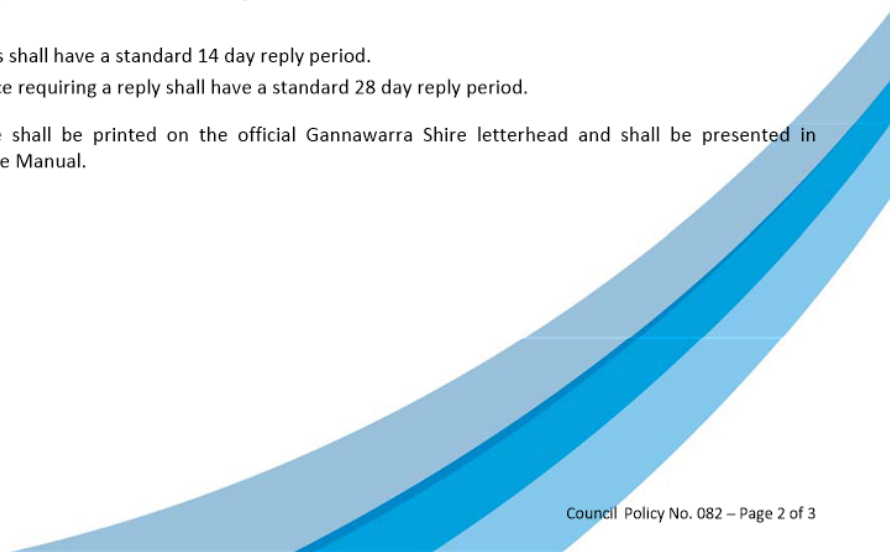 shall have a standard 14 day reply period.
requiring a reply shall have a standard 28 day reply period.
shall be printed on the official Gannawarra Shire letterhead and shall be presented in
Manual.
Council Policy No. 082 – Page 2 of 3